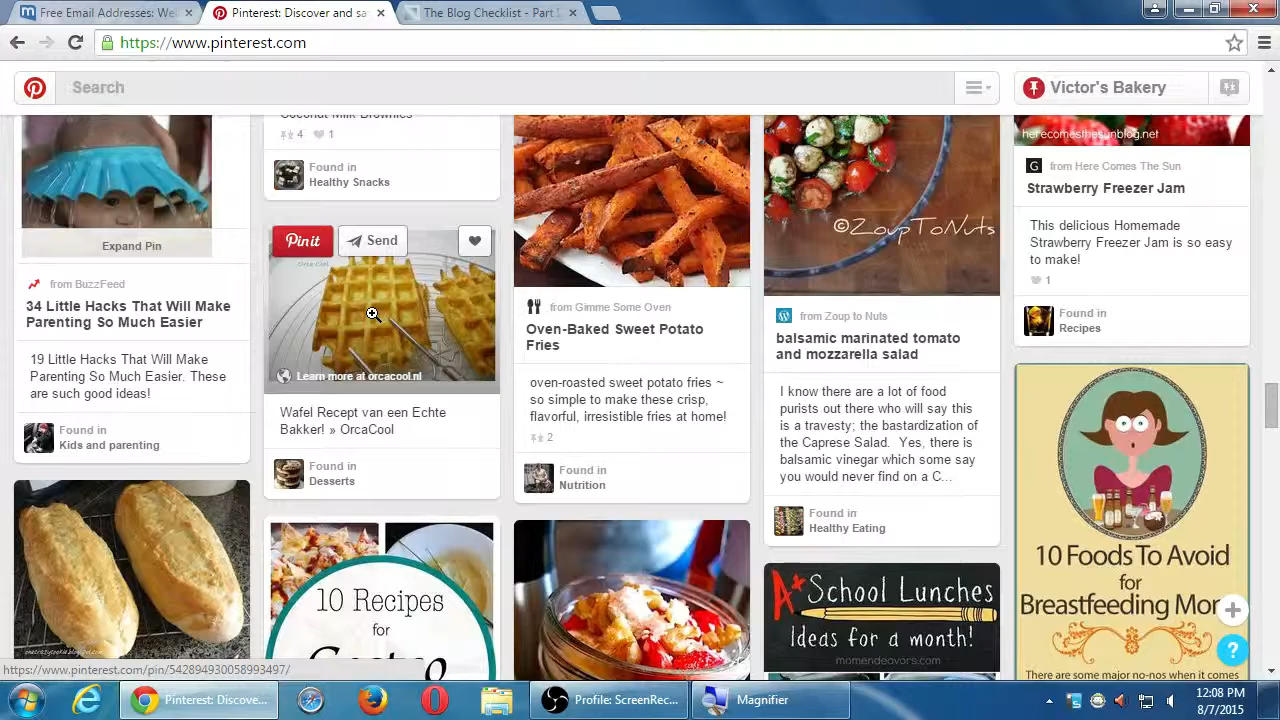 Free Email Addresses: Wel
Pinterest: Discover and sa
The Blog Checklist - Part
https://www.pinterest.com
Search
Victor's Bakery
Expand Pin
from BuzzFeed
34 Little Hacks That Will Make
Parenting So Much Easier
19 Little Hacks That Will Make
Parenting So Much Easier. These
are such good ideas!
Found in
Kids and parenting
Coconut Milk Brownies
4 1
Found in
Healthy Snacks
Pin it
Send
Learn more at orcacool.nl
Wafel Recept van een Echte
Bakker! » OrcaCool
Found in
Desserts
10 Recipes
for
from Gimme Some Oven
Oven-Baked Sweet Potato
Fries
oven-roasted sweet potato fries ~
so simple to make these crisp,
flavorful, irresistible fries at home!
2
Found in
Nutrition
©ZoupToNuts
from Zoup to Nuts
balsamic marinated tomato
and mozzarella salad
I know there are a lot of food
purists out there who will say this
is a travesty; the bastardization of
the Caprese Salad. Yes, there is
balsamic vinegar which some say
you would never find on a C...
Found in
Healthy Eating
A+ School Lunches
Ideas for a month!
momendeavors.com
herecomesthesunblog.net
G
from Here Comes The Sun
Strawberry Freezer Jam
This delicious Homemade
Strawberry Freezer Jam is so easy
to make!
1
Found in
Recipes
10 Foods To Avoid
for
Breastfeeding Mo
There are some major no-nos when it comes
?
https://www.pinterest.com/pin/542894930058993497/
Pinterest: Discove...
Profile: ScreenRec...
Magnifier
12:08 PM
8/7/2015